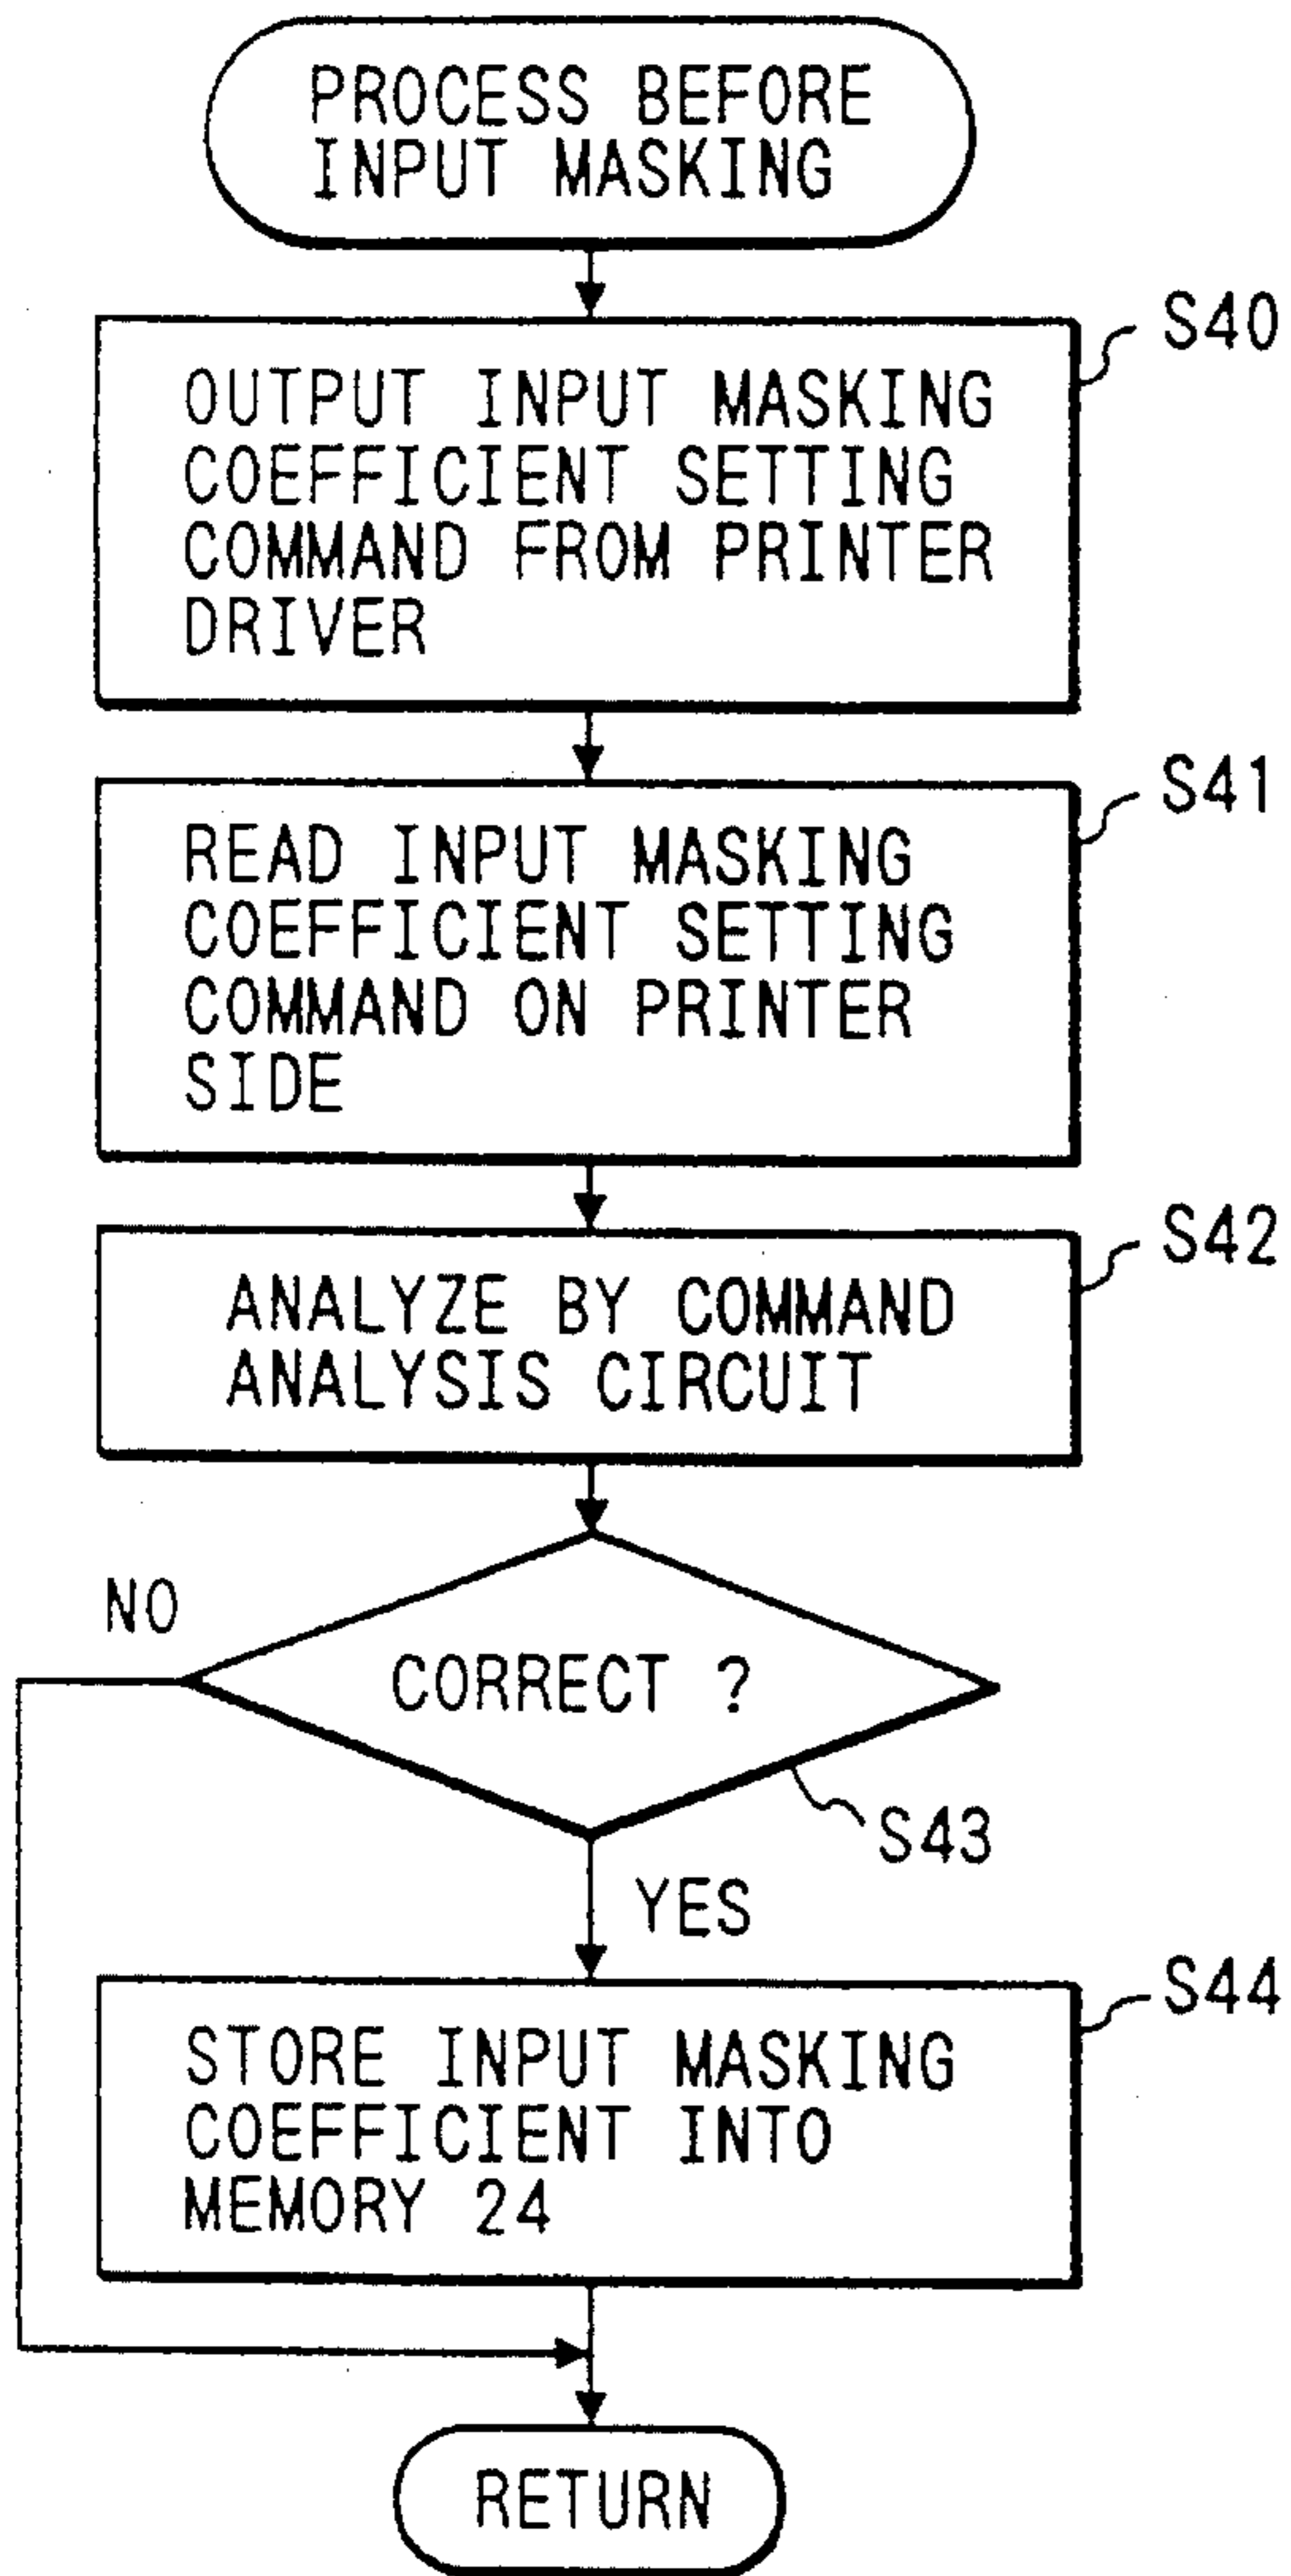 PROCESS BEFORE
INPUT MASKING
S40
OUTPUT INPUT MASKING
COEFFICIENT SETTING
COMMAND FROM PRINTER
DRIVER
S41
READ INPUT MASKING
COEFFICIENT SETTING
COMMAND ON PRINTER
SIDE
S42
ANALYZE BY COMMAND
ANALYSIS CIRCUIT
NO
CORRECT ?
S43
YES
S44
STORE INPUT MASKING
COEFFICIENT INTO
MEMORY 24
RETURN